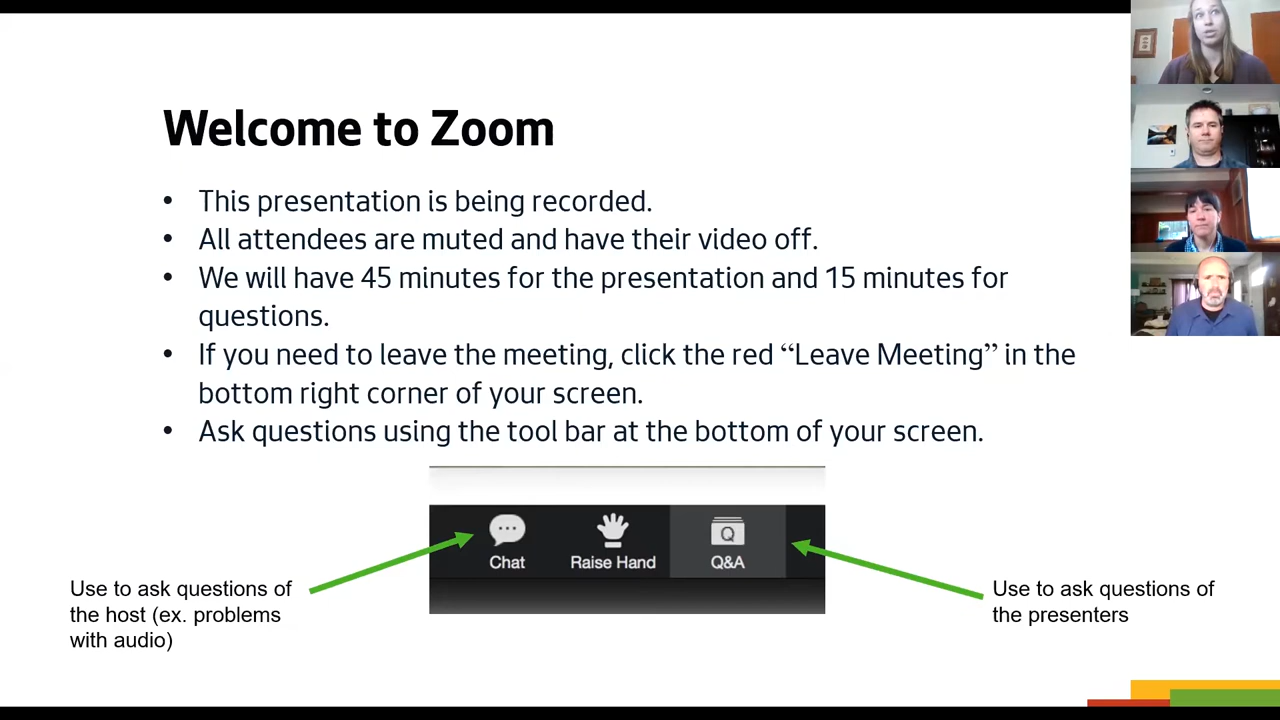 Welcome to Zoom
• This presentation is being recorded.
• All attendees are muted and have their video off.
• We will have 45 minutes for the presentation and 15 minutes for
questions.
• If you need to leave the meeting, click the red “Leave Meeting” in the
bottom right corner of your screen.
• Ask questions using the tool bar at the bottom of your screen.
Chat
Raise Hand
Q
Q&A
Use to ask questions of
the host (ex. problems
with audio)
Use to ask questions of
the presenters